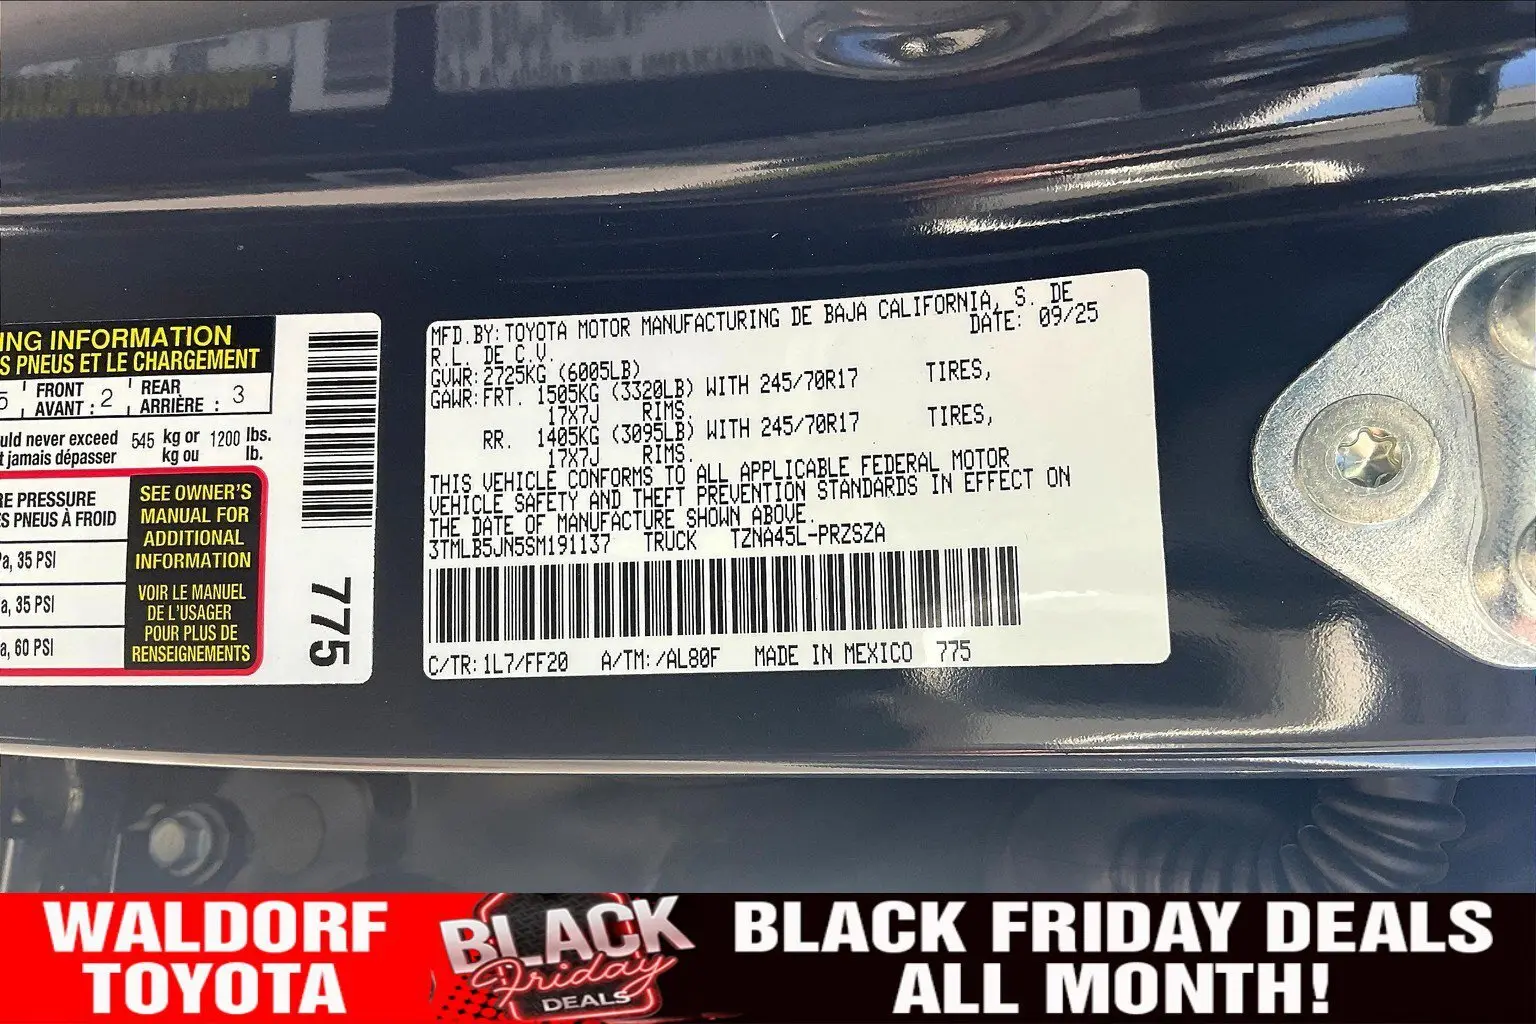 NG INFORMATION
S PNEUS ET LE CHARGEMENT
5 FRONT AVANT : 2 REAR ARRIÈRE : 3
uld never exceed 545 kg or 1200 lbs.
t jamais dépasser kg ou lb.
RE PRESSURE
ES PNEUS À FROID
Pa, 35 PSI
a, 35 PSI
a, 60 PSI
SEE OWNER'S
MANUAL FOR
ADDITIONAL
INFORMATION
VOIR LE MANUEL
DE L'USAGER
POUR PLUS DE
RENSEIGNEMENTS
775
MFD.BY: TOYOTA MOTOR MANUFACTURING DE BAJA CALIFORNIA, S. DE
R.L. DE C.V. DATE: 09/25
GVWR: 2725KG (6005LB)
GAWR: FRT. 1505KG (3320LB) WITH 245/70R17 TIRES,
17X7J RIMS.
RR. 1405KG (3095LB) WITH 245/70R17 TIRES,
17X7J RIMS.
THIS VEHICLE CONFORMS TO ALL APPLICABLE FEDERAL MOTOR
VEHICLE SAFETY AND THEFT PREVENTION STANDARDS IN EFFECT ON
THE DATE OF MANUFACTURE SHOWN ABOVE.
3TMLB5JN5SM191137 TRUCK TZNA45L-PRZSZA
C/TR: 1L7/FF20 A/TM: /AL80F MADE IN MEXICO 775
WALDORF
TOYOTA
BLACK
Friday
DEALS
BLACK FRIDAY DEALS
ALL MONTH!